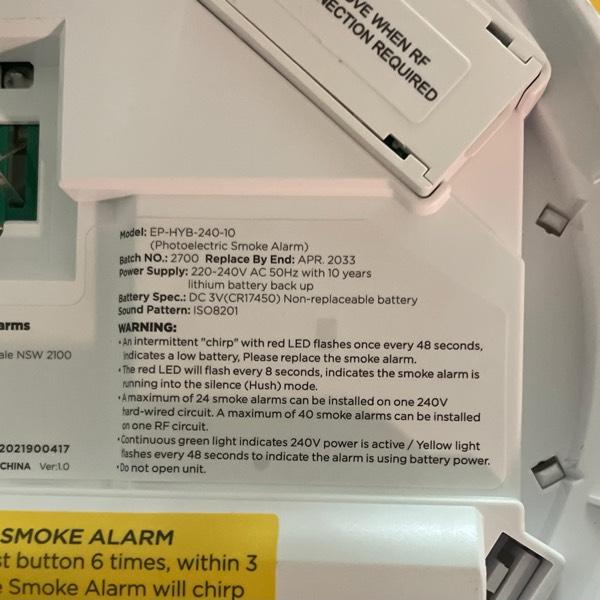 OVE WHEN RF
NECTION REQUIRED
Model: EP-HYB-240-10
(Photoelectric Smoke Alarm)
Batch NO.: 2700 Replace By End: APR. 2033
Power Supply: 220-240V AC 50Hz with 10 years
lithium battery back up
Battery Spec.: DC 3V(CR17450) Non-replaceable battery
Sound Pattern: ISO8201
WARNING:
•An intermittent "chirp" with red LED flashes once every 48 seconds,
indicates a low battery, Please replace the smoke alarm.
•The red LED will flash every 8 seconds, indicates the smoke alarm is
running into the silence (Hush) mode.
•A maximum of 24 smoke alarms can be installed on one 240V
hard-wired circuit. A maximum of 40 smoke alarms can be installed
on one RF circuit.
•Continuous green light indicates 240V power is active / Yellow light
flashes every 48 seconds to indicate the alarm is using battery power.
•Do not open unit.
arms
ale NSW 2100
2021900417
CHINA Ver:1.0
SMOKE ALARM
st button 6 times, within 3
e Smoke Alarm will chirp